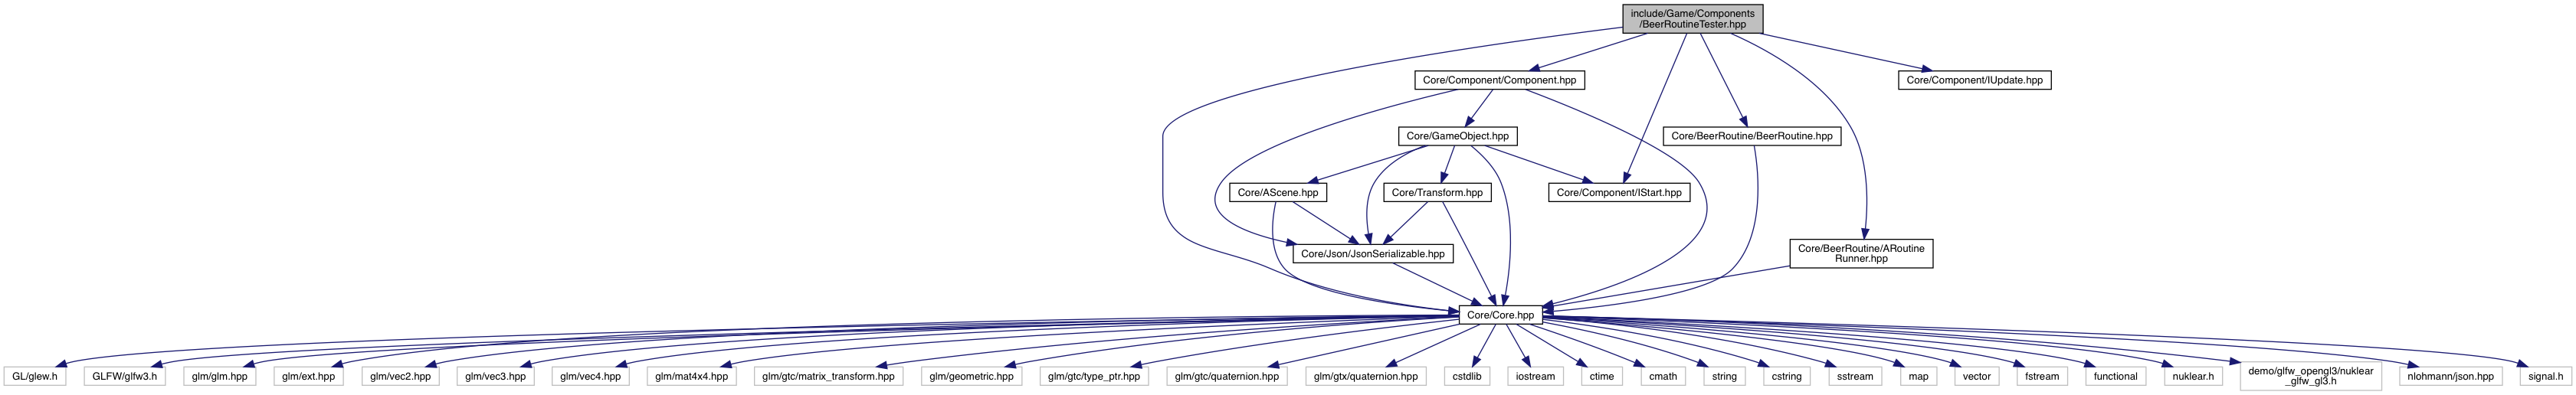 include/Game/Components
/BeerRoutineTester.hpp
Core/Component/Component.hpp
Core/Component/IUpdate.hpp
Core/GameObject.hpp
Core/BeerRoutine/BeerRoutine.hpp
Core/AScene.hpp
Core/Transform.hpp
Core/Component/IStart.hpp
Core/Json/JsonSerializable.hpp
Core/BeerRoutine/ARoutine
Runner.hpp
Core/Core.hpp
GL/glew.h
GLFW/glfw3.h
glm/glm.hpp
glm/ext.hpp
glm/vec2.hpp
glm/vec3.hpp
glm/vec4.hpp
glm/mat4x4.hpp
glm/gtc/matrix_transform.hpp
glm/geometric.hpp
glm/gtc/type_ptr.hpp
glm/gtc/quaternion.hpp
glm/gtx/quaternion.hpp
cstdlib
iostream
ctime
cmath
string
cstring
sstream
map
vector
fstream
functional
nuklear.h
demo/glfw_opengl3/nuklear
_glfw_gl3.h
nlohmann/json.hpp
signal.h